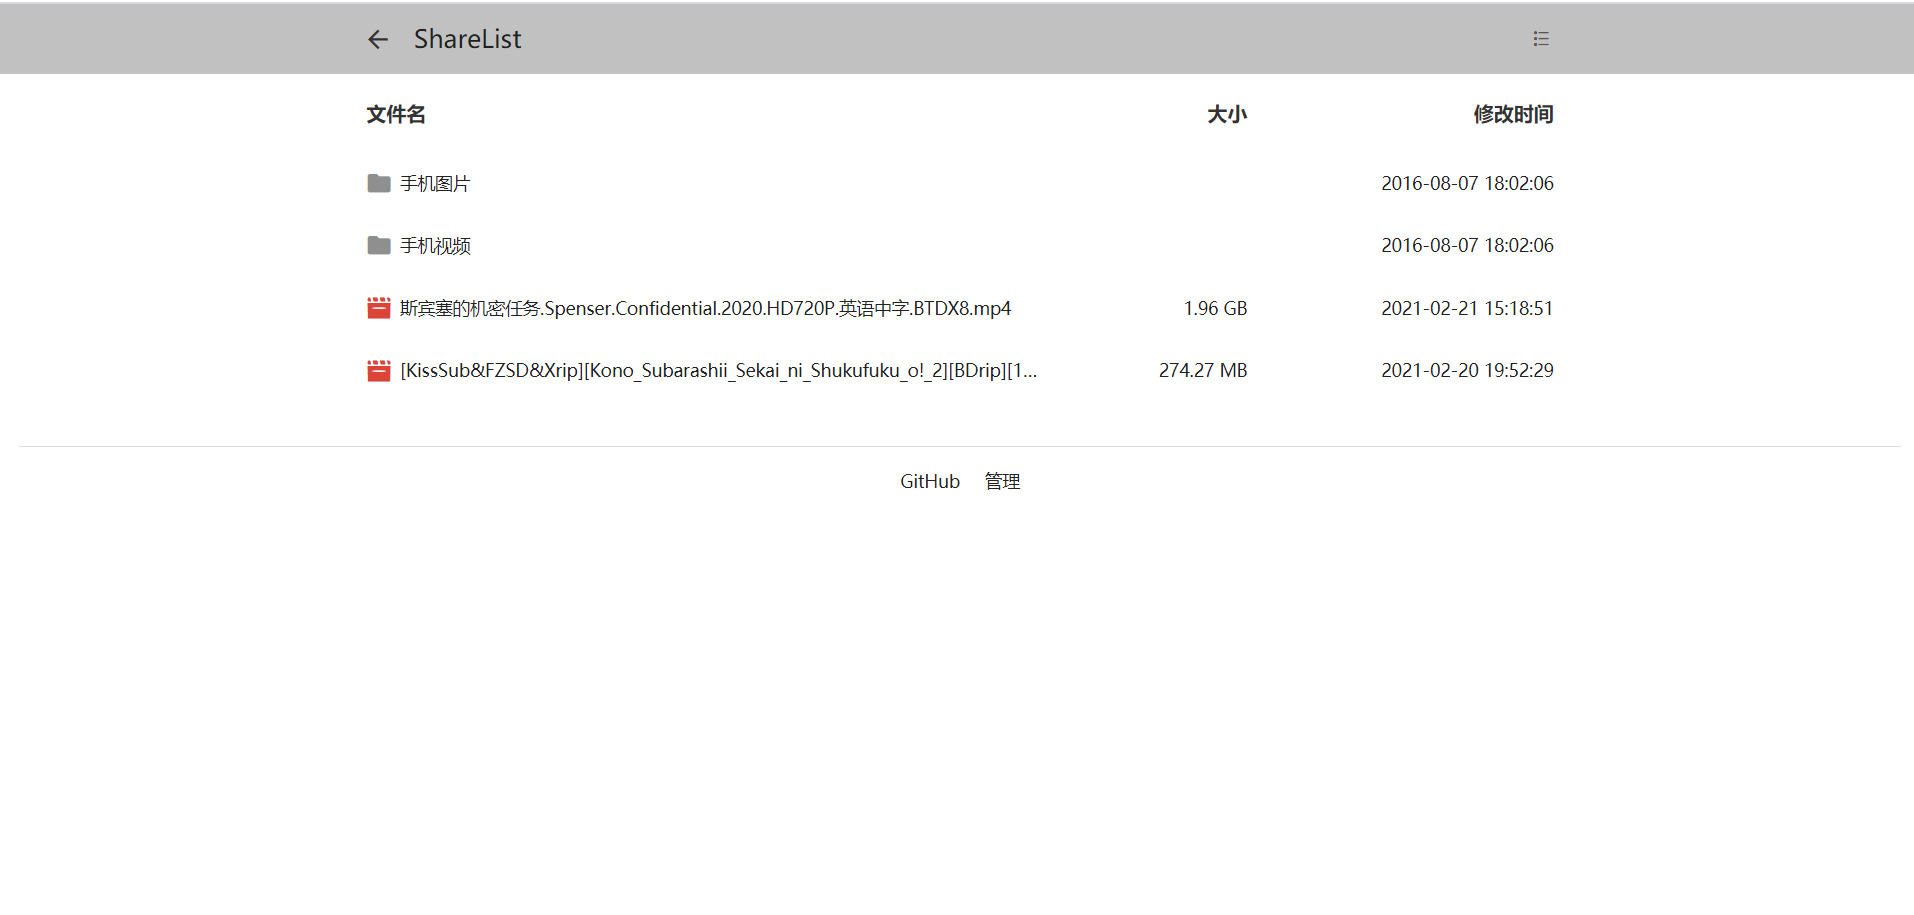 ShareList
文件名 大小 修改时间
手机图片 2016-08-07 18:02:06
手机视频 2016-08-07 18:02:06
斯宾塞的机密任务.Spenser.Confidential.2020.HD720P.英语中字.BTDX8.mp4 1.96 GB 2021-02-21 15:18:51
[KissSub&FZSD&Xrip][Kono_Subarashii_Sekai_ni_Shukufuku_o!_2][BDrip][1... 274.27 MB 2021-02-20 19:52:29
GitHub 管理